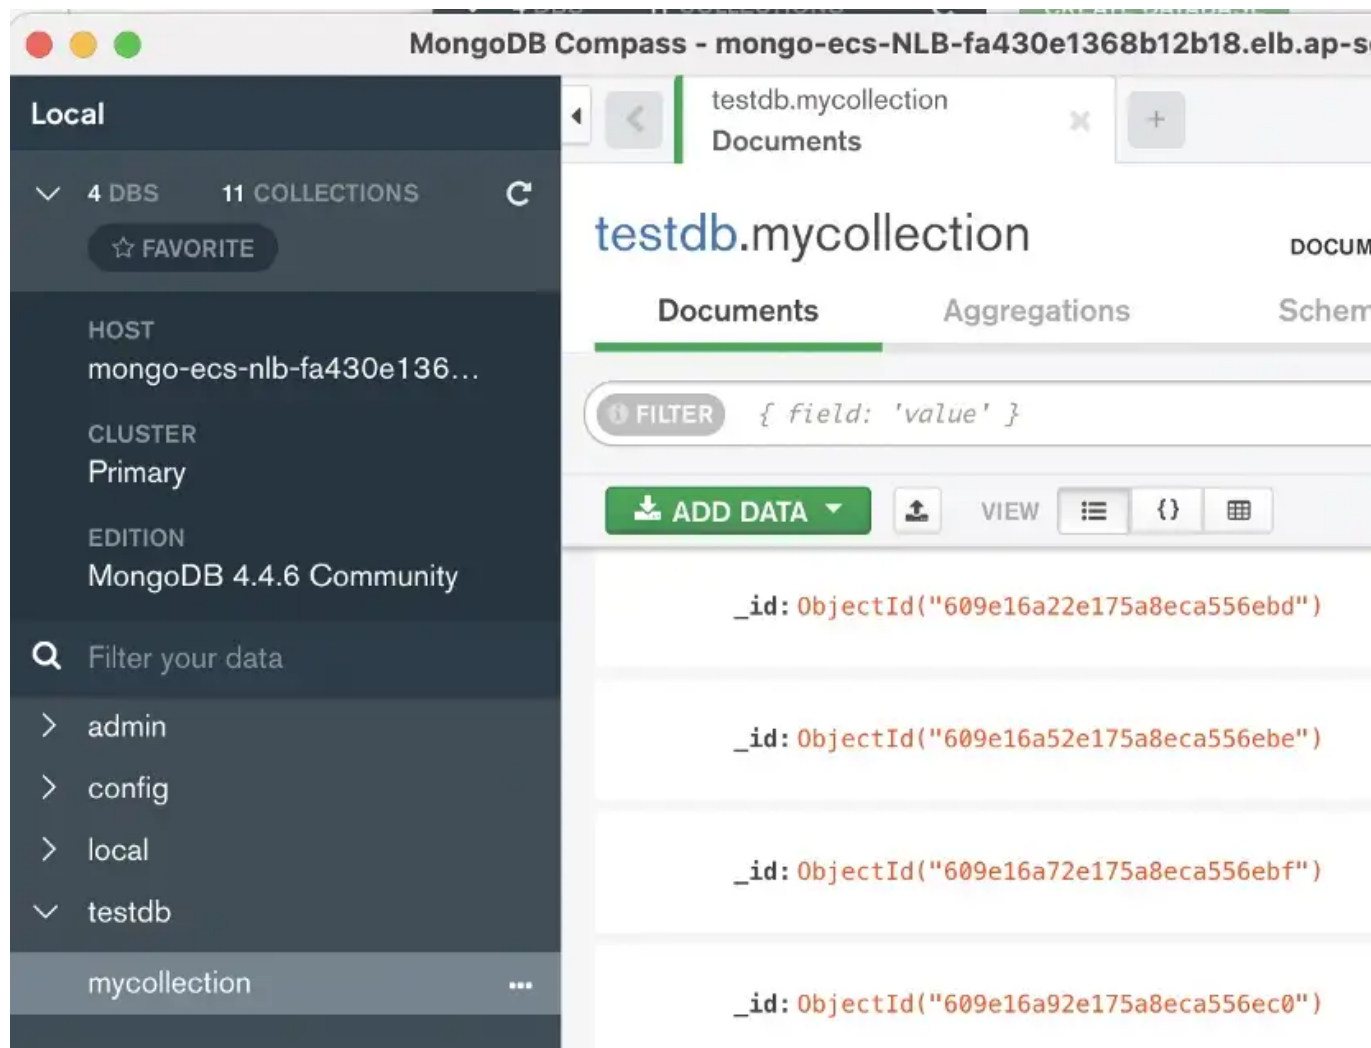 MongoDB Compass - mongo-ecs-NLB-fa430e1368b12b18.elb.ap-s
Local
4 DBS 11 COLLECTIONS
FAVORITE
HOST
mongo-ecs-nlb-fa430e136...
CLUSTER
Primary
EDITION
MongoDB 4.4.6 Community
Filter your data
admin
config
local
testdb
mycollection
testdb.mycollection
Documents
testdb.mycollection
DOCUM
Documents Aggregations Schem
FILTER { field: 'value' }
ADD DATA VIEW
_id: ObjectId("609e16a22e175a8eca556ebd")
_id: ObjectId("609e16a52e175a8eca556ebe")
_id: ObjectId("609e16a72e175a8eca556ebf")
_id: ObjectId("609e16a92e175a8eca556ec0")